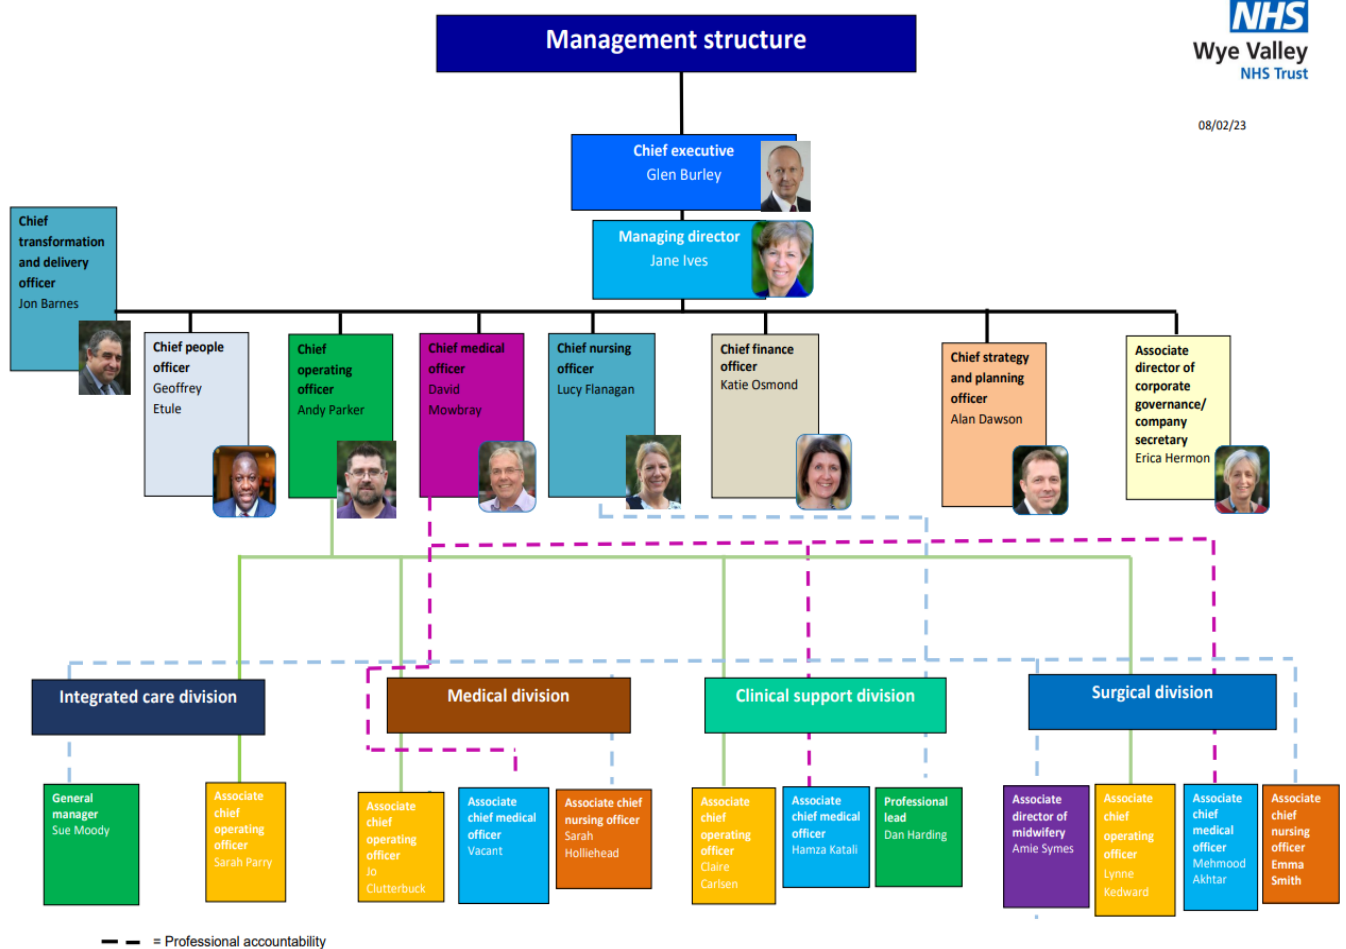 Management structure
NHS
Wye Valley
NHS Trust
08/02/23
Chief executive
Glen Burley
Managing director
Jane Ives
Chief
transformation
and delivery
officer
Jon Barnes
Chief people
officer
Geoffrey
Etule
Chief
operating
officer
Andy Parker
Chief medical
officer
David
Mowbray
Chief nursing
officer
Lucy Flanagan
Chief finance
officer
Katie Osmond
Chief strategy
and planning
officer
Alan Dawson
Associate
director of
corporate
governance/
company
secretary
Erica Hermon
Integrated care division
Medical division
Clinical support division
Surgical division
General
manager
Sue Moody
Associate
chief
operating
officer
Sarah Parry
Associate
chief
operating
officer
Jo
Clutterbuck
Associate
chief medical
officer
Vacant
Associate chief
nursing officer
Sarah
Holliehead
Associate
chief
operating
officer
Claire
Carlsen
Associate
chief medical
officer
Hamza Katali
Professional
lead
Dan Harding
Associate
director of
midwifery
Amie Symes
Associate
chief
operating
officer
Lynne
Kedward
Associate
chief
medical
officer
Mehmood
Akhtar
Associate
chief
nursing
officer
Emma
Smith
= Professional accountability